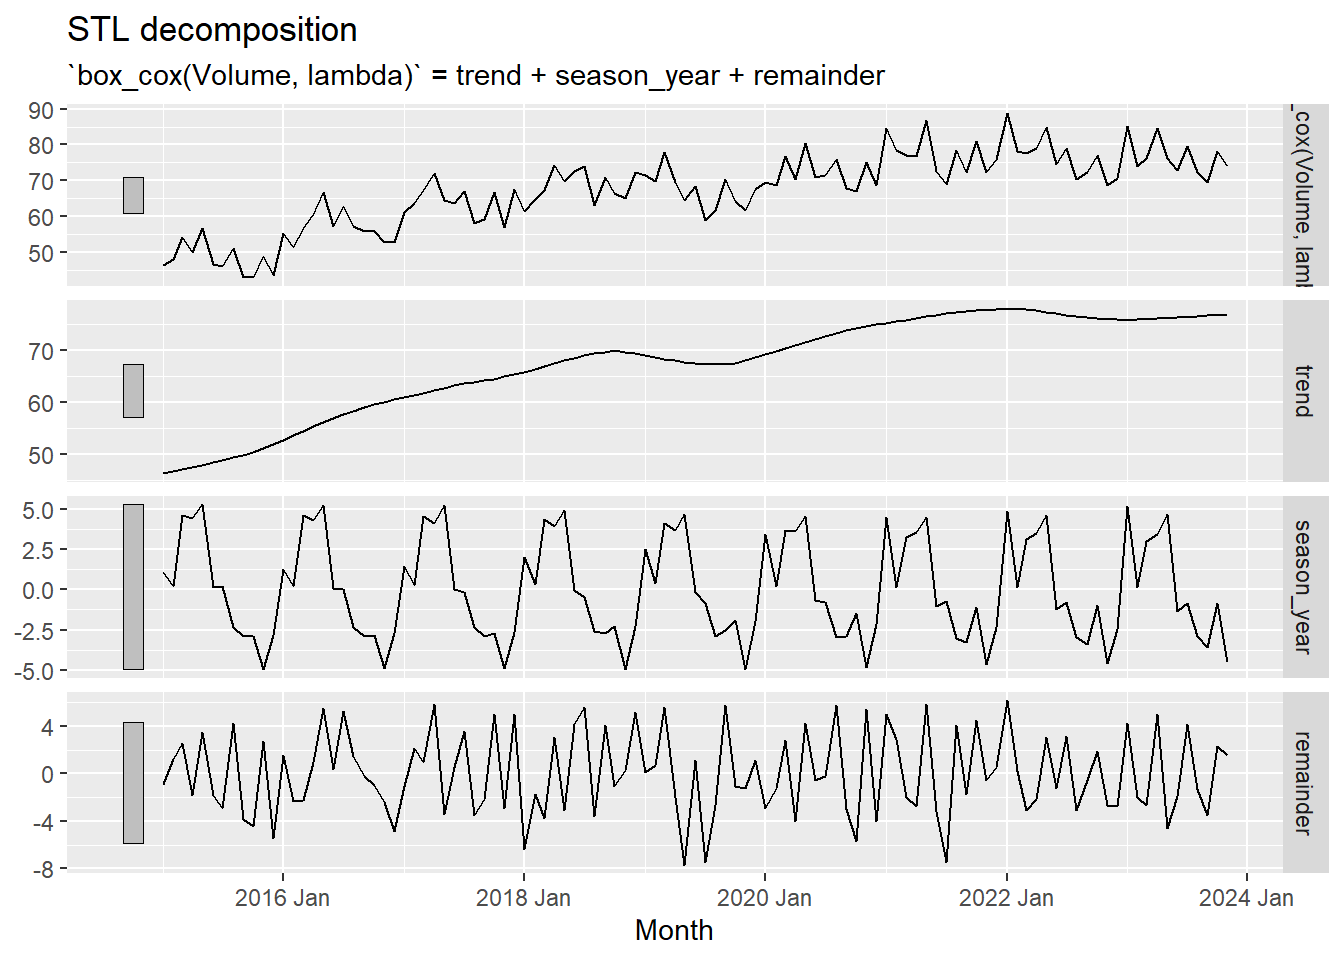 STL decomposition
`box_cox(Volume, lambda)` = trend + season_year + remainder
90
80
70
60
50
_cox(Volume, lam
70
60
50
trend
5.0
2.5
0.0
-2.5
-5.0
season_year
4
0
-4
-8
remainder
2016 Jan
2018 Jan
2020 Jan
2022 Jan
2024 Jan
Month